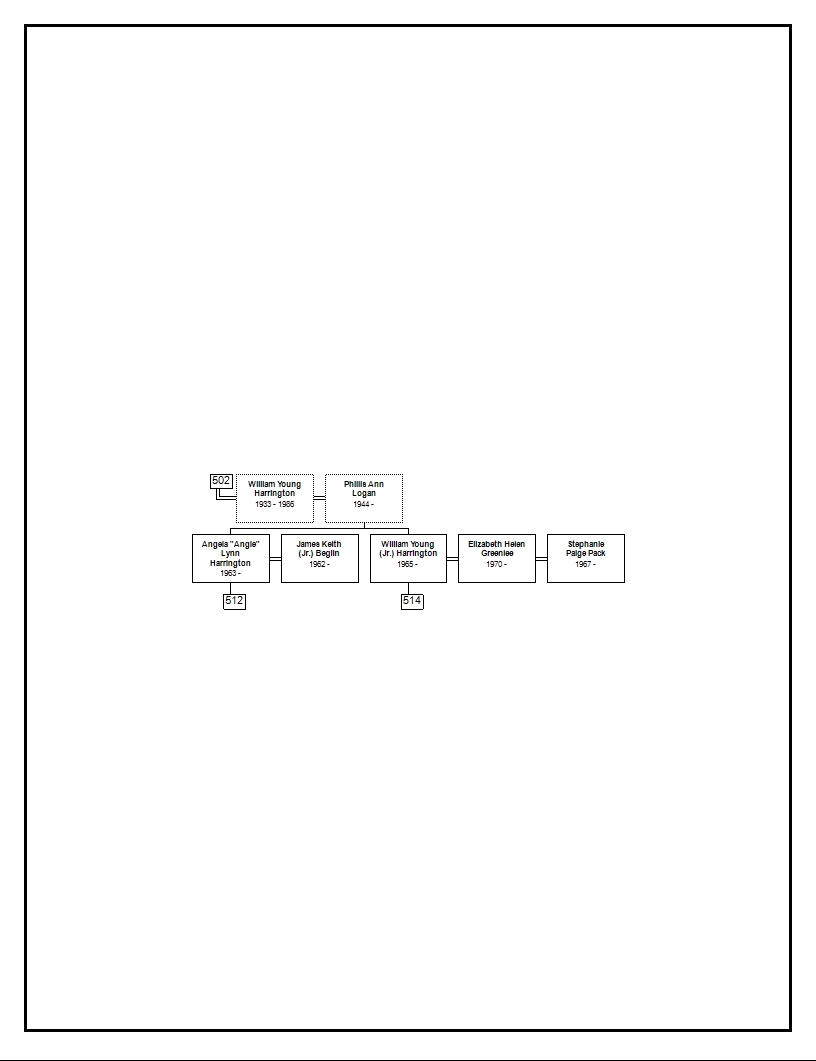 502
William Young
Harrington
1933 - 1986
Phillis Ann
Logan
1944 -
Angela "Angie"
Lynn
Harrington
1963 -
James Keith
(Jr.) Beglin
1962 -
William Young
(Jr.) Harrington
1965 -
Elizabeth Helen
Greenlee
1970 -
Stephanie
Paige Pack
1967 -
512
514